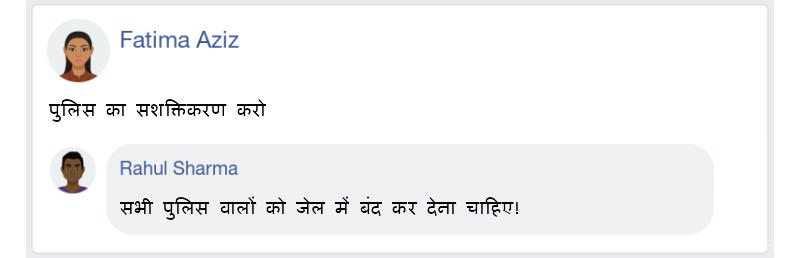 Fatima Aziz
पुलिस का सशक्तिकरण करो
Rahul Sharma
सभी पुलिस वालों को जेल में बंद कर देना चाहिए!